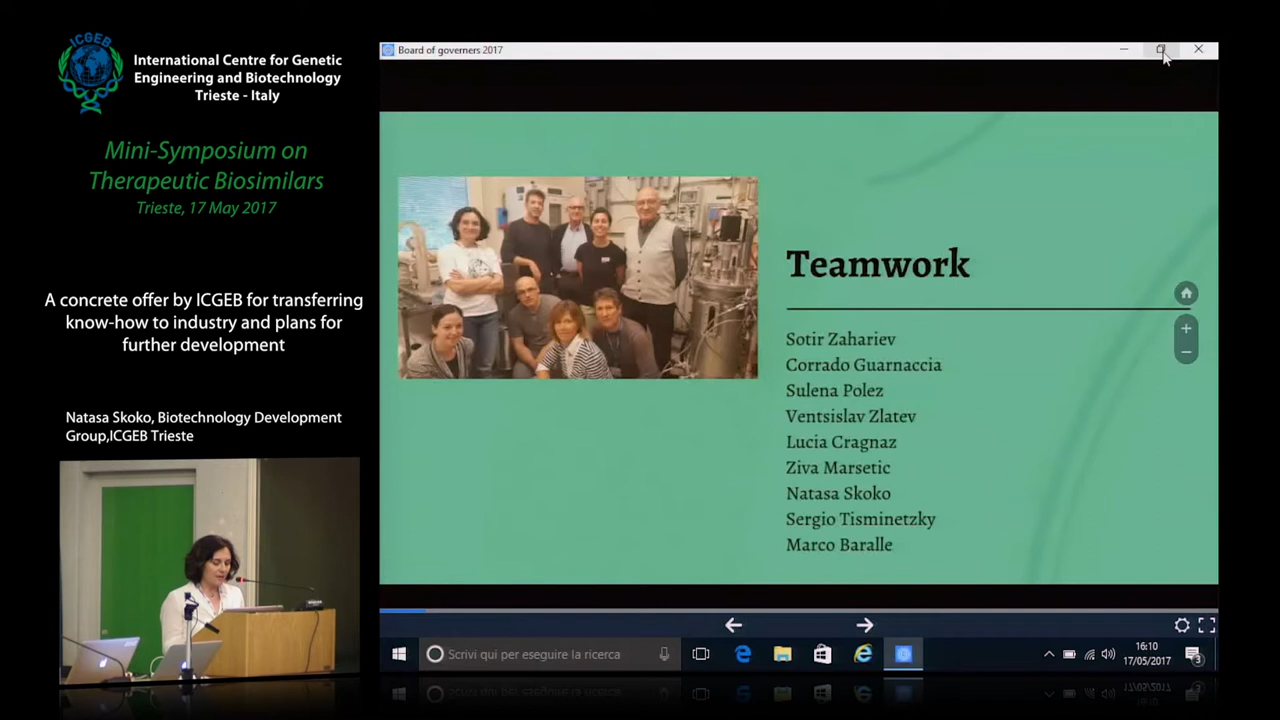 ICGEB
International Centre for Genetic
Engineering and Biotechnology
Trieste - Italy
Mini-Symposium on
Therapeutic Biosimilars
Trieste, 17 May 2017
A concrete offer by ICGEB for transferring
know-how to industry and plans for
further development
Natasa Skoko, Biotechnology Development
Group,ICGEB Trieste
Board of governers 2017
Teamwork
Sotir Zahariev
Corrado Guarnaccia
Sulena Polez
Ventsislav Zlatev
Lucia Cragnaz
Ziva Marsetic
Natasa Skoko
Sergio Tisminetzky
Marco Baralle
Scrivi qui per eseguire la ricerca
16:10
17/05/2017
3